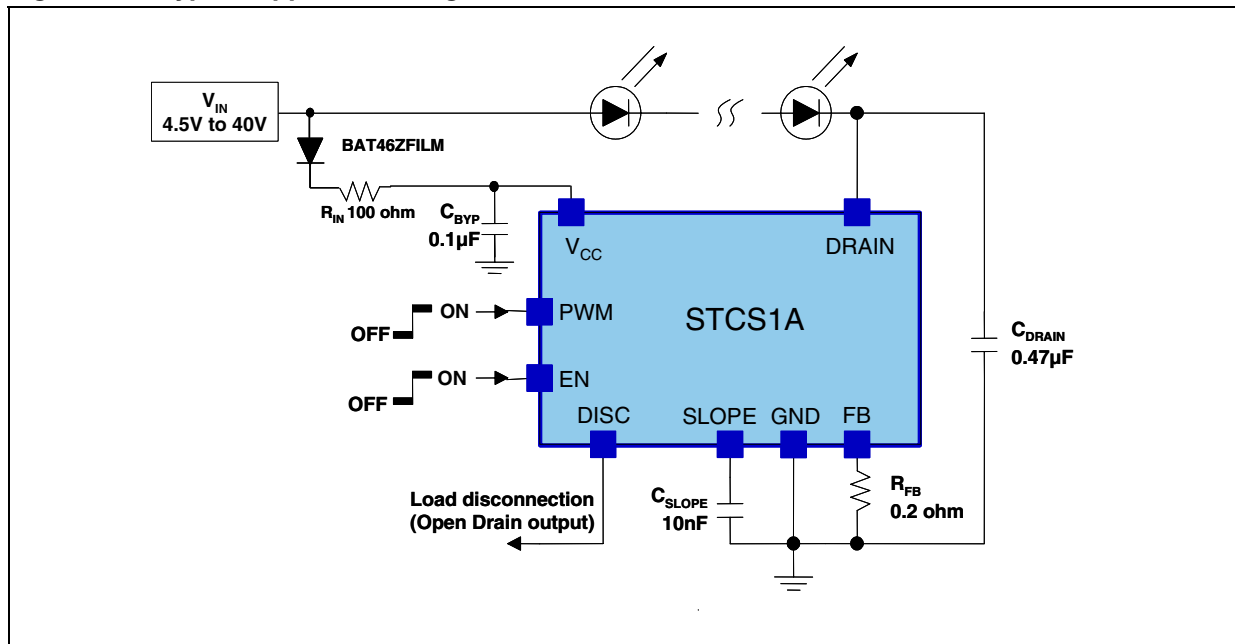 V_IN
4.5V to 40V
BAT46ZFILM
R_IN 100 ohm
C_BYP
0.1µF
V_CC
DRAIN
STCS1A
ON
PWM
OFF
ON
EN
OFF
DISC
SLOPE
GND
FB
C_DRAIN
0.47µF
Load disconnection
(Open Drain output)
C_SLOPE
10nF
R_FB
0.2 ohm